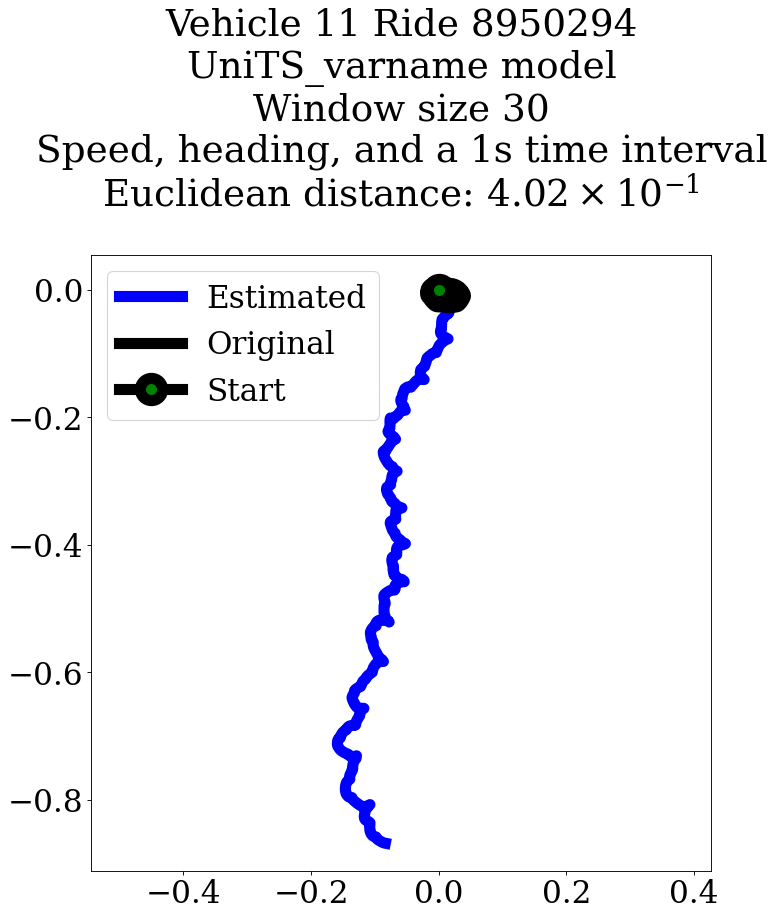 Vehicle 11 Ride 8950294
UniTS_varname model
Window size 30
Speed, heading, and a 1s time interval
Euclidean distance: 4.02 × 10⁻¹
Estimated
Original
Start
0.0
−0.2
−0.4
−0.6
−0.8
−0.4
−0.2
0.0
0.2
0.4